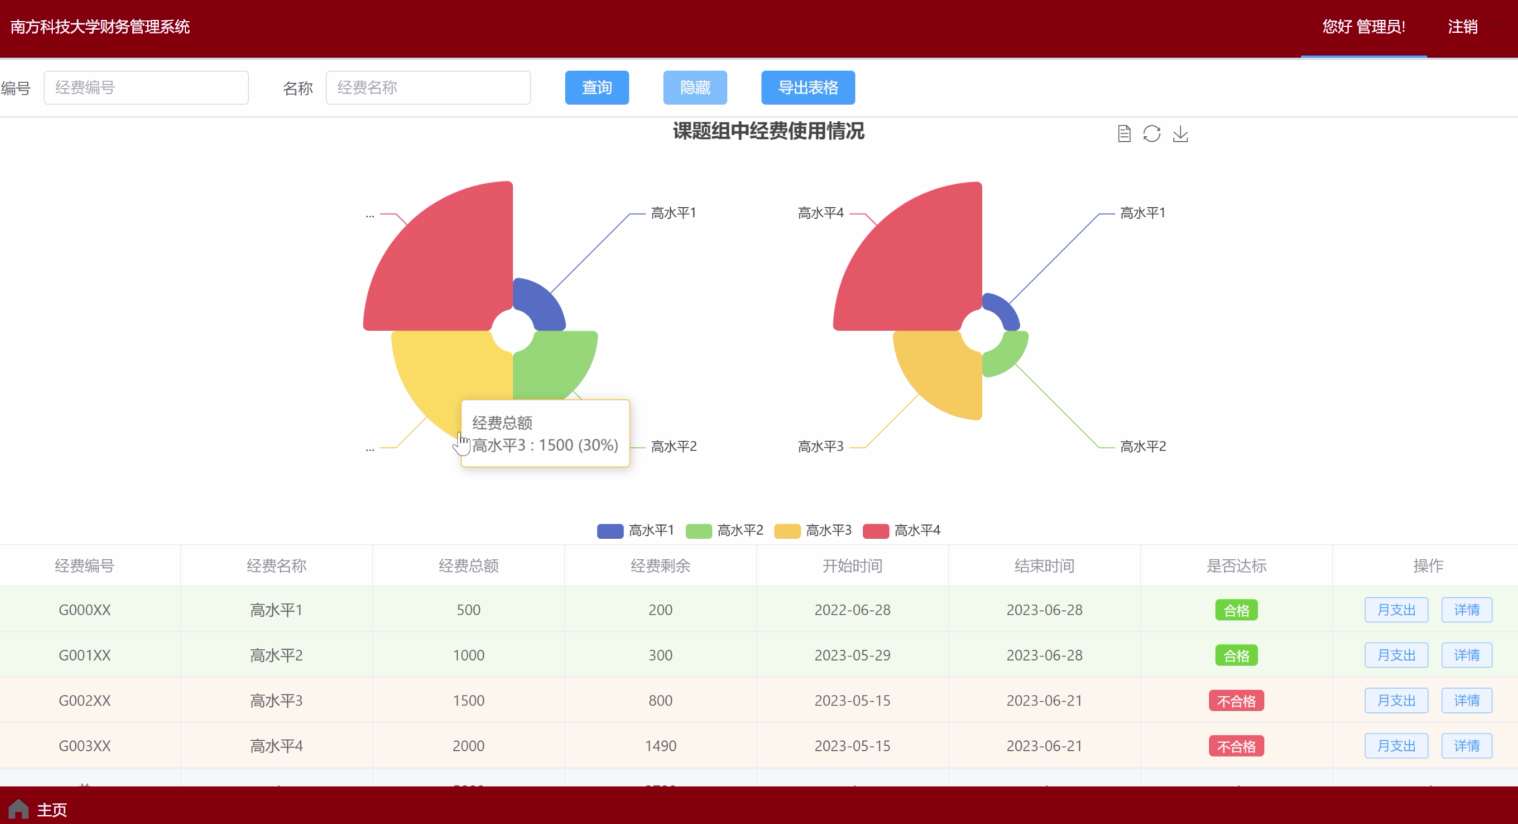 南方科技大学财务管理系统 您好 管理员! 注销
编号 经费编号 名称 经费名称 查询 隐藏 导出表格
课题组中经费使用情况
... 高水平1 高水平4 高水平1
... 高水平2 高水平3 高水平2
经费总额
高水平3 : 1500 (30%)
高水平1 高水平2 高水平3 高水平4
经费编号 经费名称 经费总额 经费剩余 开始时间 结束时间 是否达标 操作
G000XX 高水平1 500 200 2022-06-28 2023-06-28 合格 月支出 详情
G001XX 高水平2 1000 300 2023-05-29 2023-06-28 合格 月支出 详情
G002XX 高水平3 1500 800 2023-05-15 2023-06-21 不合格 月支出 详情
G003XX 高水平4 2000 1490 2023-05-15 2023-06-21 不合格 月支出 详情
主页